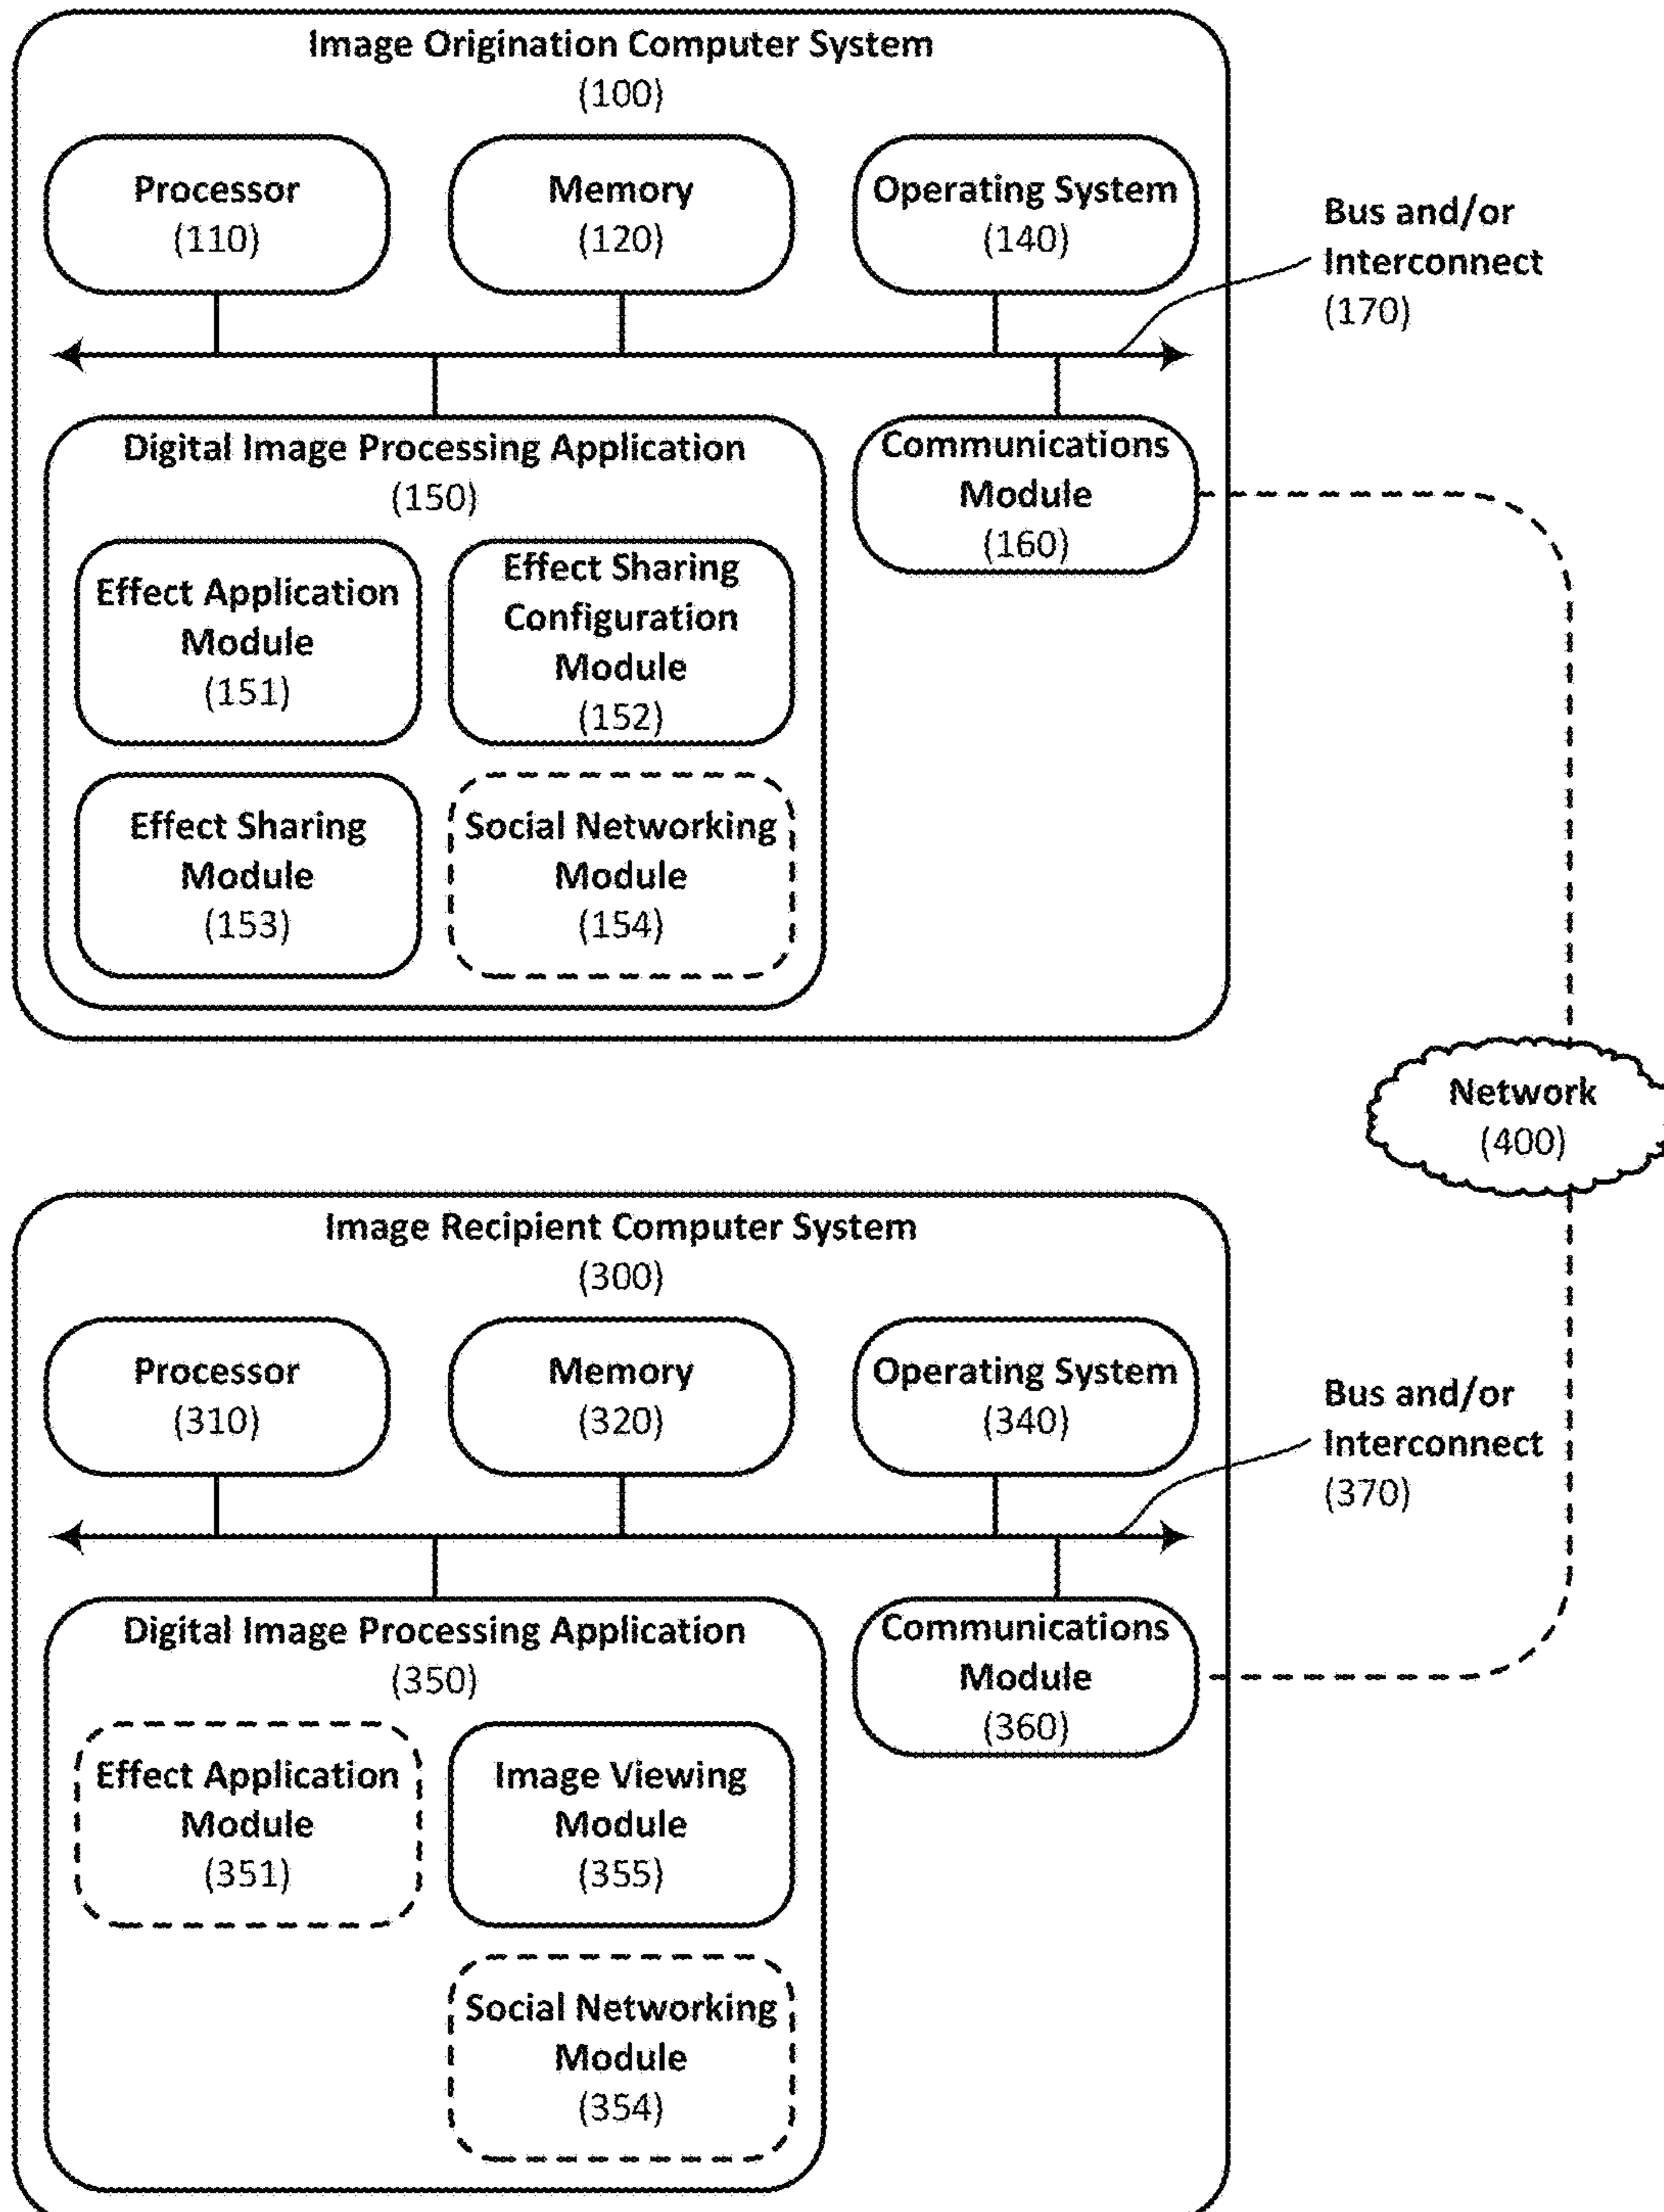 Image Origination Computer System
(100)
Processor
(110)
Memory
(120)
Operating System
(140)
Bus and/or
Interconnect
(170)
Digital Image Processing Application
(150)
Communications
Module
(160)
Effect Application
Module
(151)
Effect Sharing
Configuration
Module
(152)
Effect Sharing
Module
(153)
Social Networking
Module
(154)
Network
(400)
Image Recipient Computer System
(300)
Processor
(310)
Memory
(320)
Operating System
(340)
Bus and/or
Interconnect
(370)
Digital Image Processing Application
(350)
Communications
Module
(360)
Effect Application
Module
(351)
Image Viewing
Module
(355)
Social Networking
Module
(354)